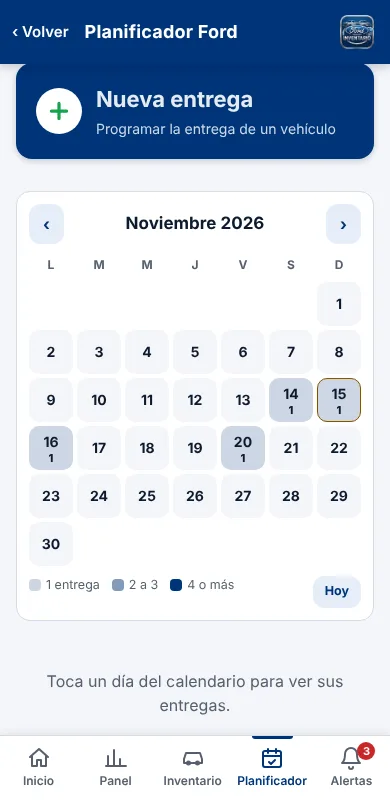 ‹ Volver Planificador Ford
Ford
INVENTARIO
+ Nueva entrega
Programar la entrega de un vehículo
‹ Noviembre 2026 ›
L M M J V S D
1
2 3 4 5 6 7 8
9 10 11 12 13 14 15
1 1
16 17 18 19 20 21 22
1 1
23 24 25 26 27 28 29
30
1 entrega 2 a 3 4 o más Hoy
Toca un día del calendario para ver sus
entregas.
3
Inicio Panel Inventario Planificador Alertas